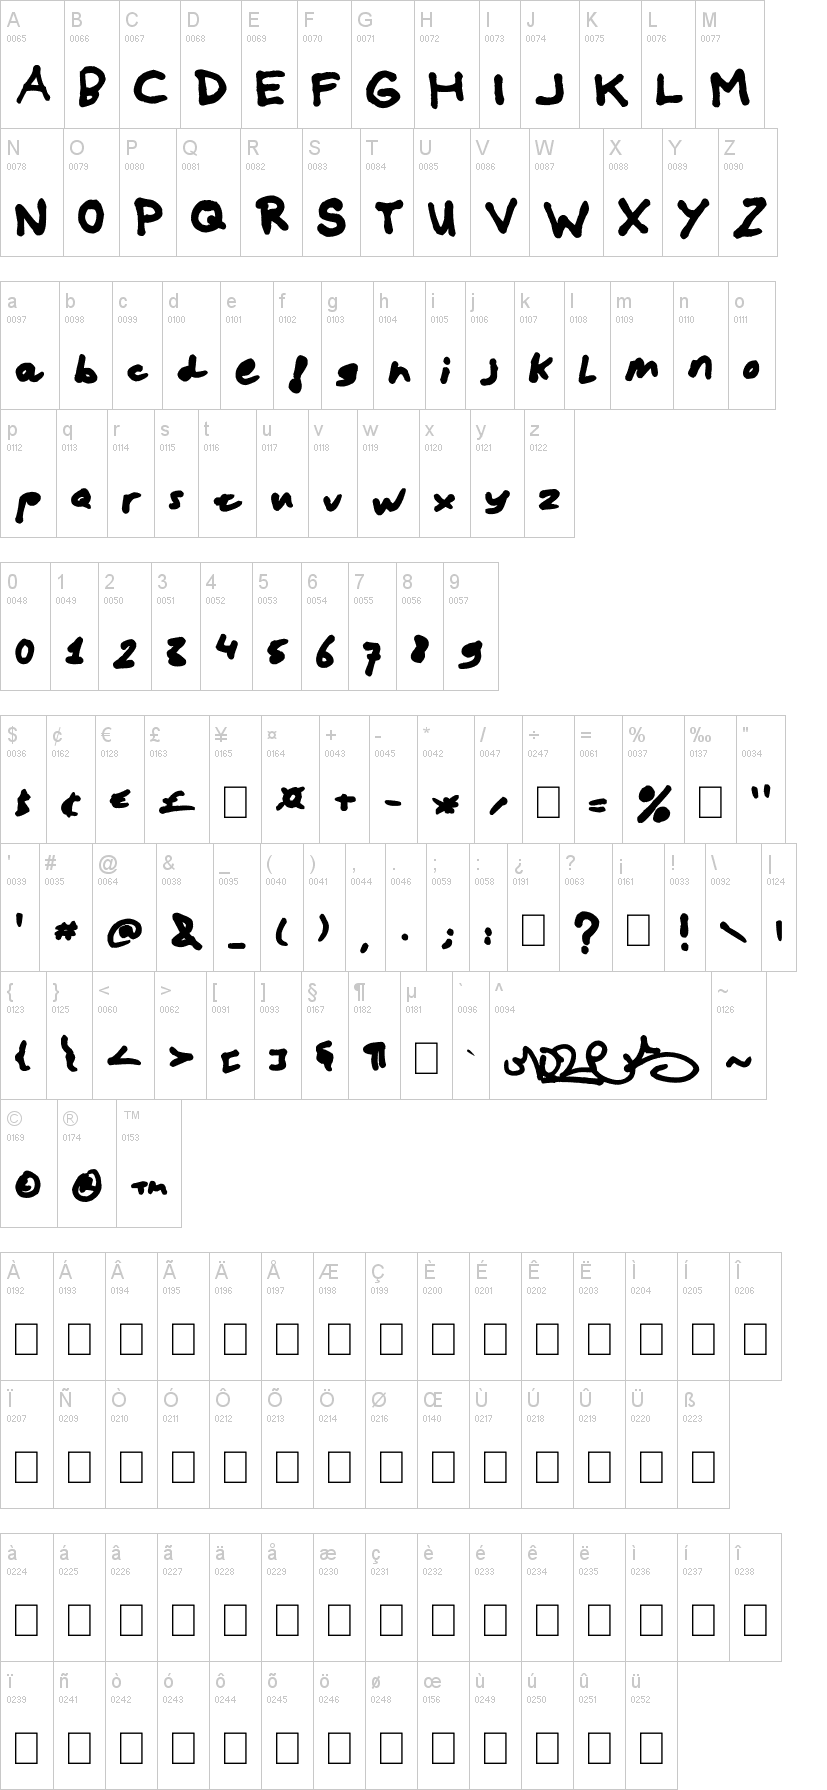 A B C D E F G H I J K L M
0065 0066 0067 0068 0069 0070 0071 0072 0073 0074 0075 0076 0077
A B C D E F G H I J K L M
N O P Q R S T U V W X Y Z
0078 0079 0080 0081 0082 0083 0084 0085 0086 0087 0088 0089 0090
N O P Q R S T U V W X Y Z
a b c d e f g h i j k l m n o
0097 0098 0099 0100 0101 0102 0103 0104 0105 0106 0107 0108 0109 0110 0111
a b c d e f g h i j K L m n o
p q r s t u v w x y z
0112 0113 0114 0115 0116 0117 0118 0119 0120 0121 0122
p q r s t u v w x y z
0 1 2 3 4 5 6 7 8 9
0048 0049 0050 0051 0052 0053 0054 0055 0056 0057
0 1 2 3 4 5 6 7 8 9
$ ¢ € £ ¥ ¤ + - * / ÷ = % ‰ "
0036 0162 0128 0163 0165 0164 0043 0045 0042 0047 0247 0061 0037 0137 0034
$ ¢ € £ ¤ + - * / = % "
' # @ & _ ( ) , . ; : ¿ ? ¡ ! \ |
0039 0035 0064 0038 0095 0040 0041 0044 0046 0059 0058 0191 0063 0161 0033 0092 0124
' # @ & _ ( ) , . ; : ? ! \ |
{ } < > [ ] § ¶ µ ` ^ ~
0123 0125 0060 0062 0091 0093 0167 0182 0181 0096 0094 0126
{ } < > [ ] § ¶ ` ~
© ® ™
0169 0174 0153
© ® ™
À Á Â Ã Ä Å Æ Ç È É Ê Ë Ì Í Î
0192 0193 0194 0195 0196 0197 0198 0199 0200 0201 0202 0203 0204 0205 0206
Ï Ñ Ò Ó Ô Õ Ö Ø Œ Ù Ú Û Ü ß
0207 0209 0210 0211 0212 0213 0214 0216 0140 0217 0218 0219 0220 0223
à á â ã ä å æ ç è é ê ë ì í î
0224 0225 0226 0227 0228 0229 0230 0231 0232 0233 0234 0235 0236 0237 0238
ï ñ ò ó ô õ ö ø œ ù ú û ü
0239 0241 0242 0243 0244 0245 0246 0248 0156 0249 0250 0251 0252